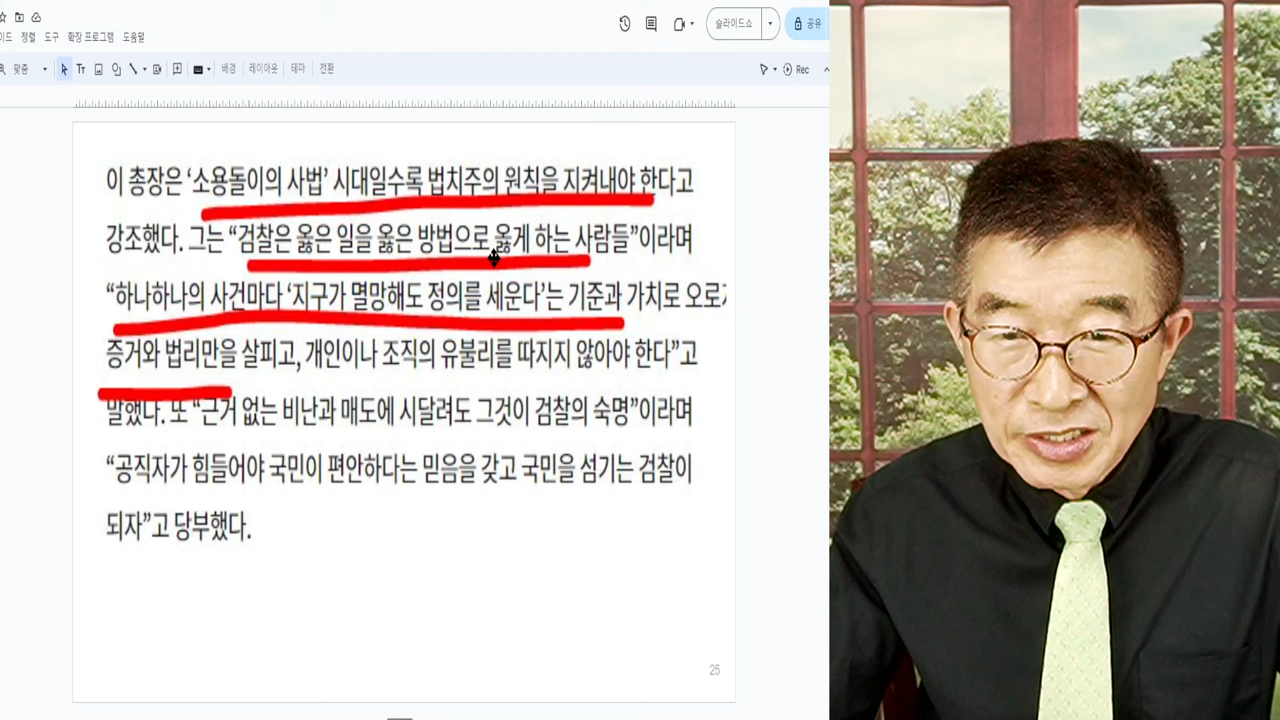 이드 정렬 도구 확장 프로그램 도움말
슬라이드쇼
공유
맞춤
Tr
배경 레이아웃 테마 전환
Rec
이 총장은 ‘소용돌이의 사법’ 시대일수록 법치주의 원칙을 지켜내야 한다고
강조했다. 그는 “검찰은 옳은 일을 옳은 방법으로 옳게 하는 사람들”이라며
“하나하나의 사건마다 ‘지구가 멸망해도 정의를 세운다’는 기준과 가치로 오로지
증거와 법리만을 살피고, 개인이나 조직의 유불리를 따지지 않아야 한다”고
말했다. 또 “근거 없는 비난과 매도에 시달려도 그것이 검찰의 숙명”이라며
“공직자가 힘들어야 국민이 편안하다는 믿음을 갖고 국민을 섬기는 검찰이
되자”고 당부했다.
25